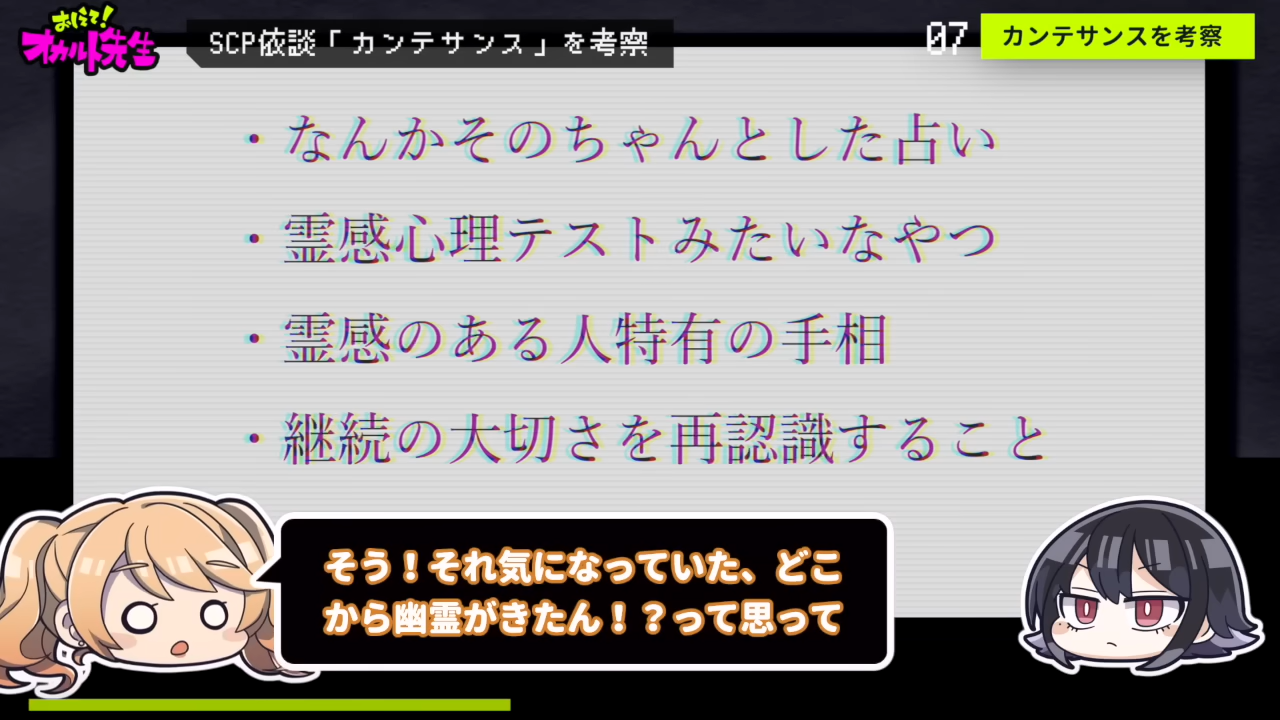 おしえて!
オカルト先生
SCP依談「カンテサンス」を考察
07
カンテサンスを考察
・なんかそのちゃんとした占い
・霊感心理テストみたいなやつ
・霊感のある人特有の手相
・継続の大切さを再認識すること
そう！それ気になっていた、どこ
から幽霊がきたん！？って思って